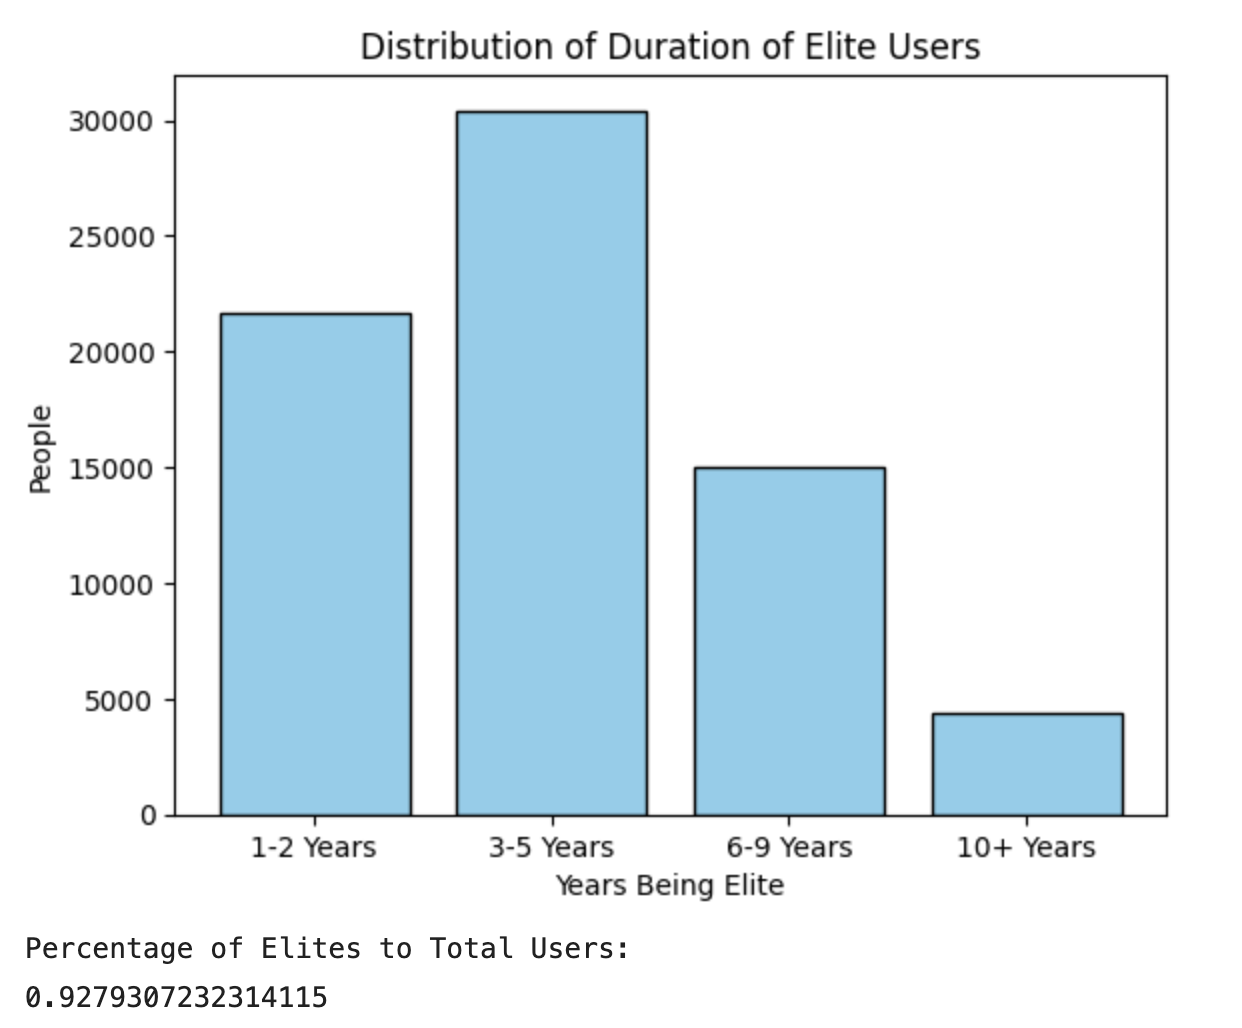 Distribution of Duration of Elite Users
30000
25000
20000
15000
10000
5000
0
People
1-2 Years
3-5 Years
6-9 Years
10+ Years
Years Being Elite
Percentage of Elites to Total Users:
0.9279307232314115